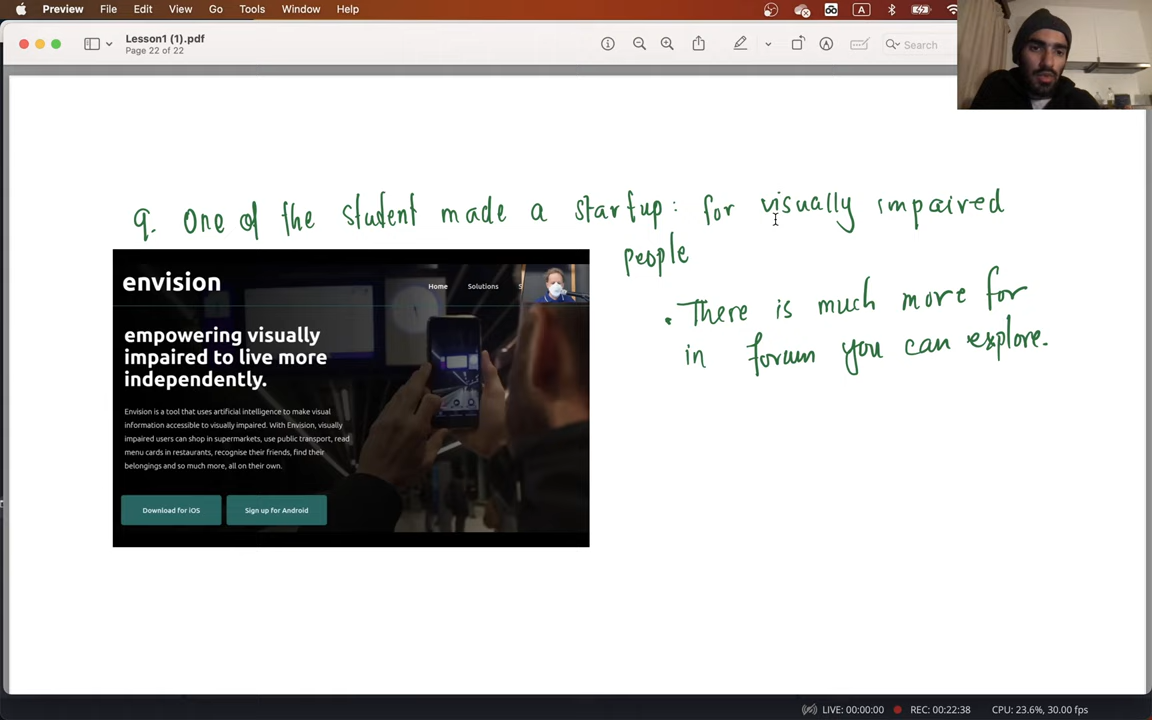 Preview File Edit View Go Tools Window Help
Lesson1 (1).pdf
Page 22 of 22
Search
9. One of the student made a startup: for visually impaired
people
• There is much more for
in forum you can explore.
envision
Home Solutions S
empowering visually
impaired to live more
independently.
Envision is a tool that uses artificial intelligence to make visual
information accessible to visually impaired. With Envision, visually
impaired users can shop in supermarkets, use public transport, read
menu cards in restaurants, recognise their friends, find their
belongings and so much more, all on their own.
Download for iOS Sign up for Android
LIVE: 00:00:00 REC: 00:22:38 CPU: 23.6%, 30.00 fps